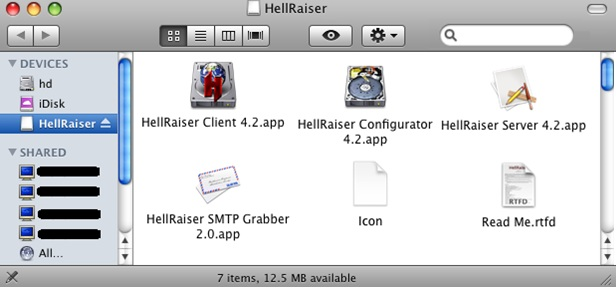 HellRaiser
DEVICES
hd
iDisk
HellRaiser
SHARED
All...
HellRaiser Client 4.2.app
HellRaiser Configurator
4.2.app
HellRaiser Server 4.2.app
HellRaiser SMTP Grabber
2.0.app
Icon
RTFD
Read Me.rtfd
7 items, 12.5 MB available